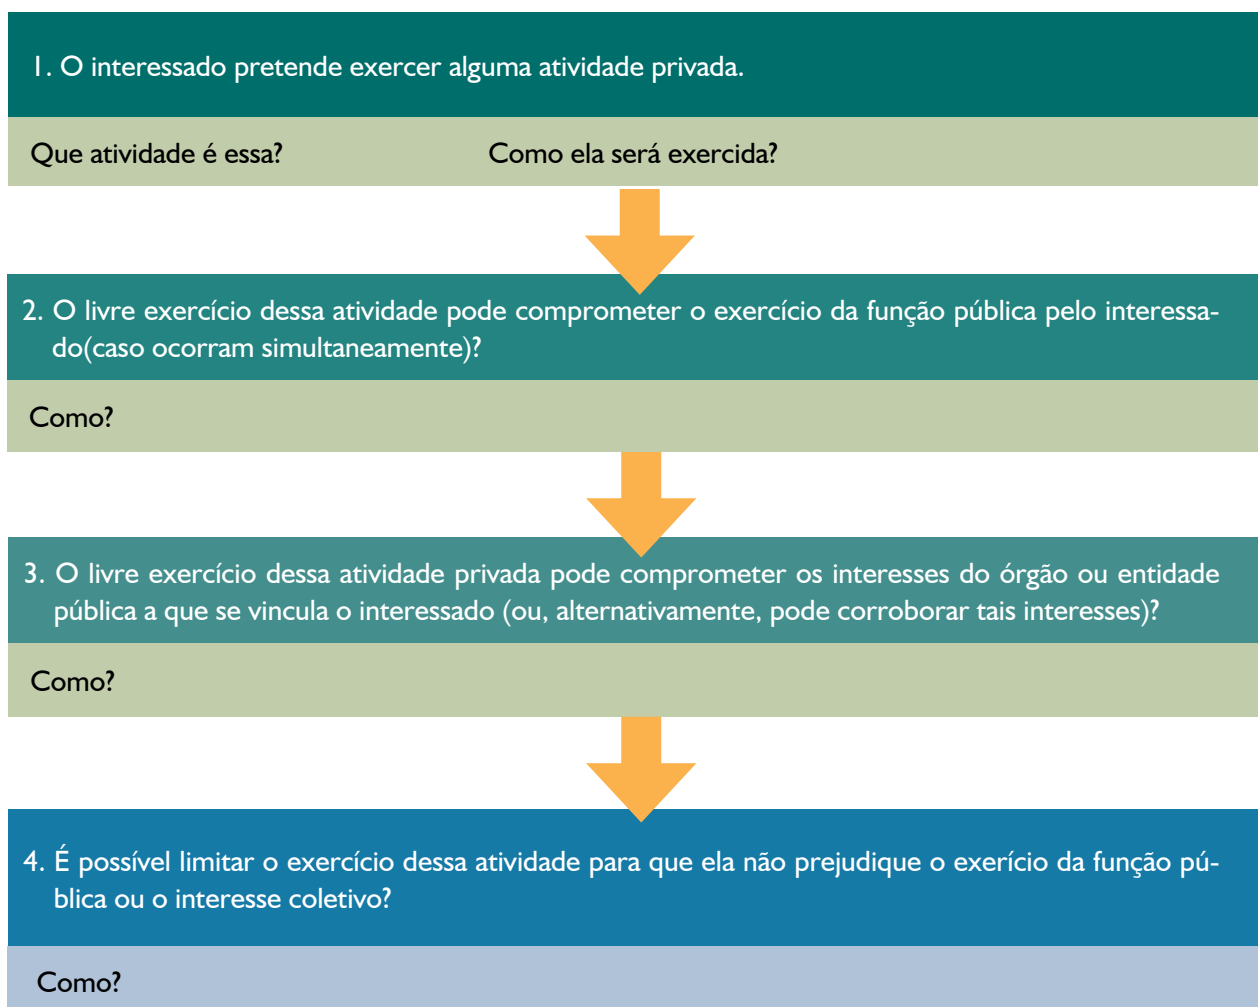 1. O interessado pretende exercer alguma atividade privada.
Que atividade é essa? Como ela será exercida?
2. O livre exercício dessa atividade pode comprometer o exercício da função pública pelo interessa-
do(caso ocorram simultaneamente)?
Como?
3. O livre exercício dessa atividade privada pode comprometer os interesses do órgão ou entidade
pública a que se vincula o interessado (ou, alternativamente, pode corroborar tais interesses)?
Como?
4. É possível limitar o exercício dessa atividade para que ela não prejudique o exerício da função pú-
blica ou o interesse coletivo?
Como?